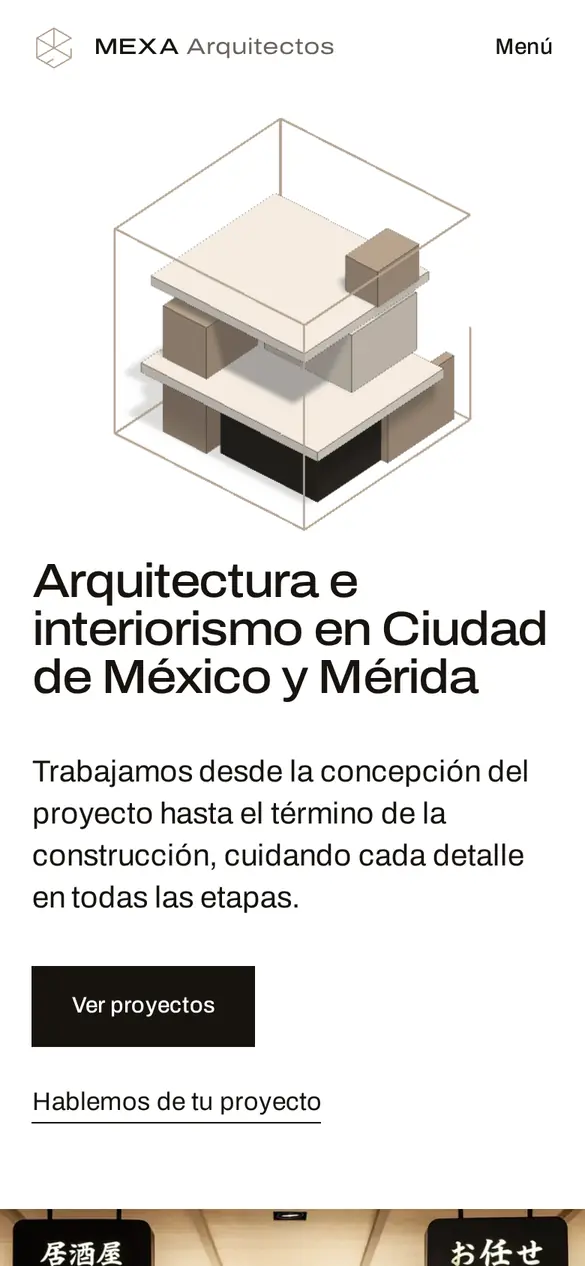 MEXA Arquitectos
Menú
Arquitectura e
interiorismo en Ciudad
de México y Mérida
Trabajamos desde la concepción del
proyecto hasta el término de la
construcción, cuidando cada detalle
en todas las etapas.
Ver proyectos
Hablemos de tu proyecto
居酒屋
お任せ